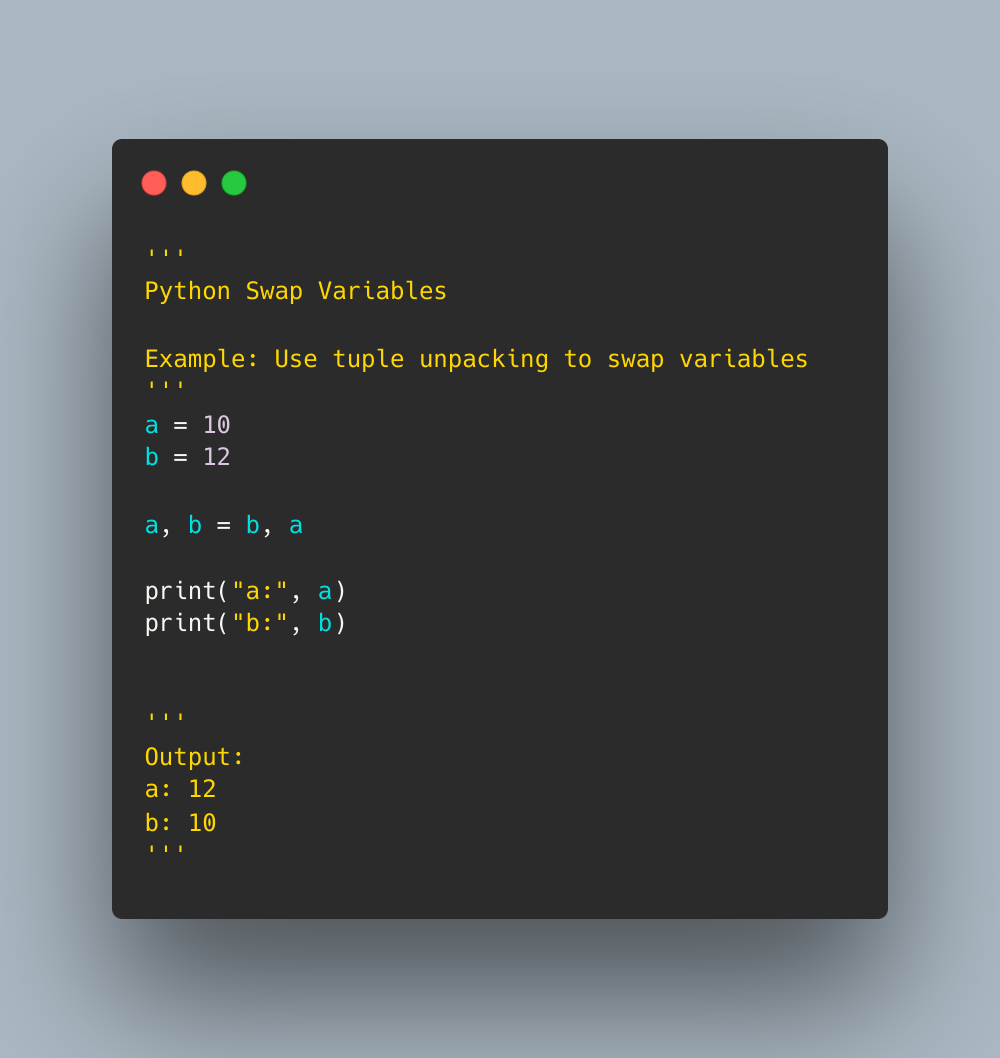 '''
Python Swap Variables
Example: Use tuple unpacking to swap variables
'''
a = 10
b = 12
a, b = b, a
print("a:", a)
print("b:", b)
'''
Output:
a: 12
b: 10
'''